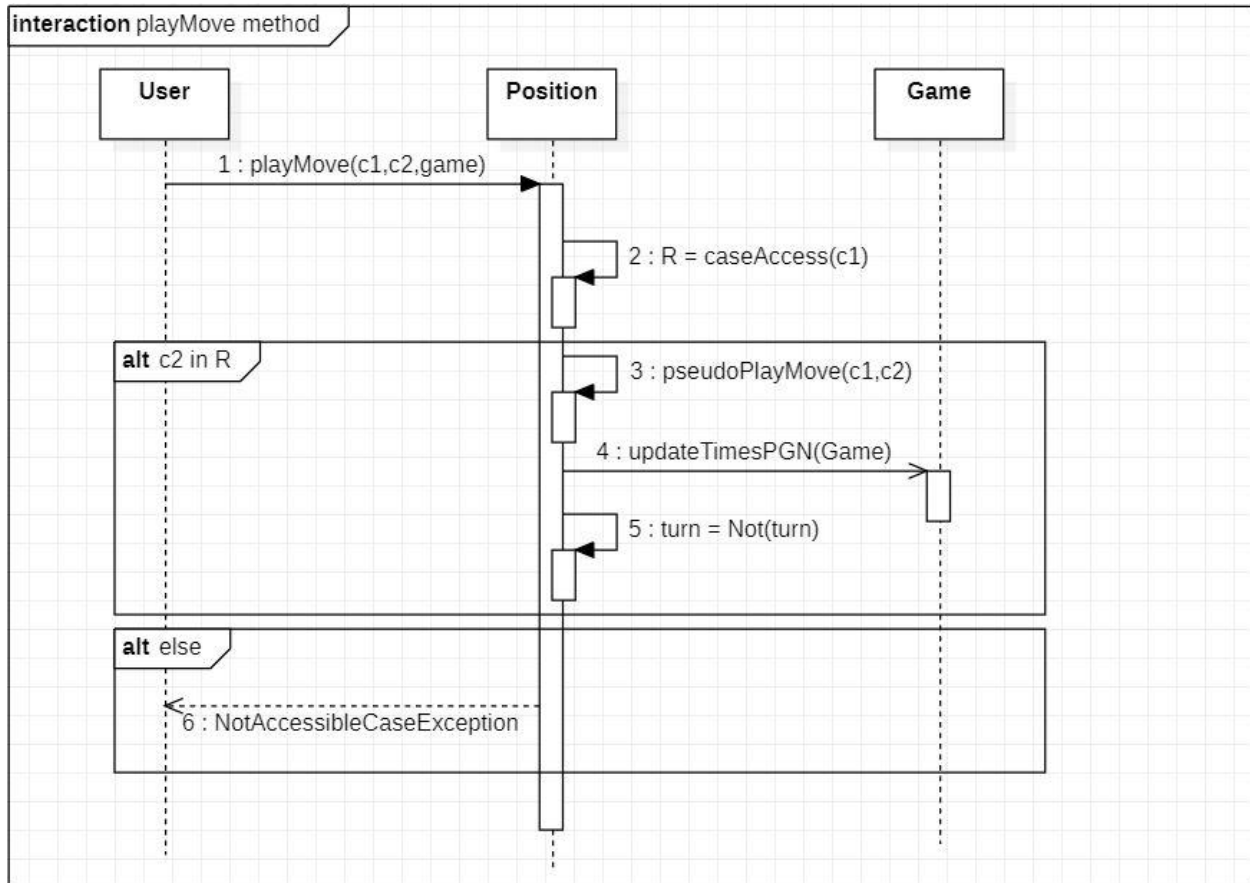 interaction playMove method
User
Position
Game
1 : playMove(c1,c2,game)
2 : R = caseAccess(c1)
alt c2 in R
3 : pseudoPlayMove(c1,c2)
4 : updateTimesPGN(Game)
5 : turn = Not(turn)
alt else
6 : NotAccessibleCaseException